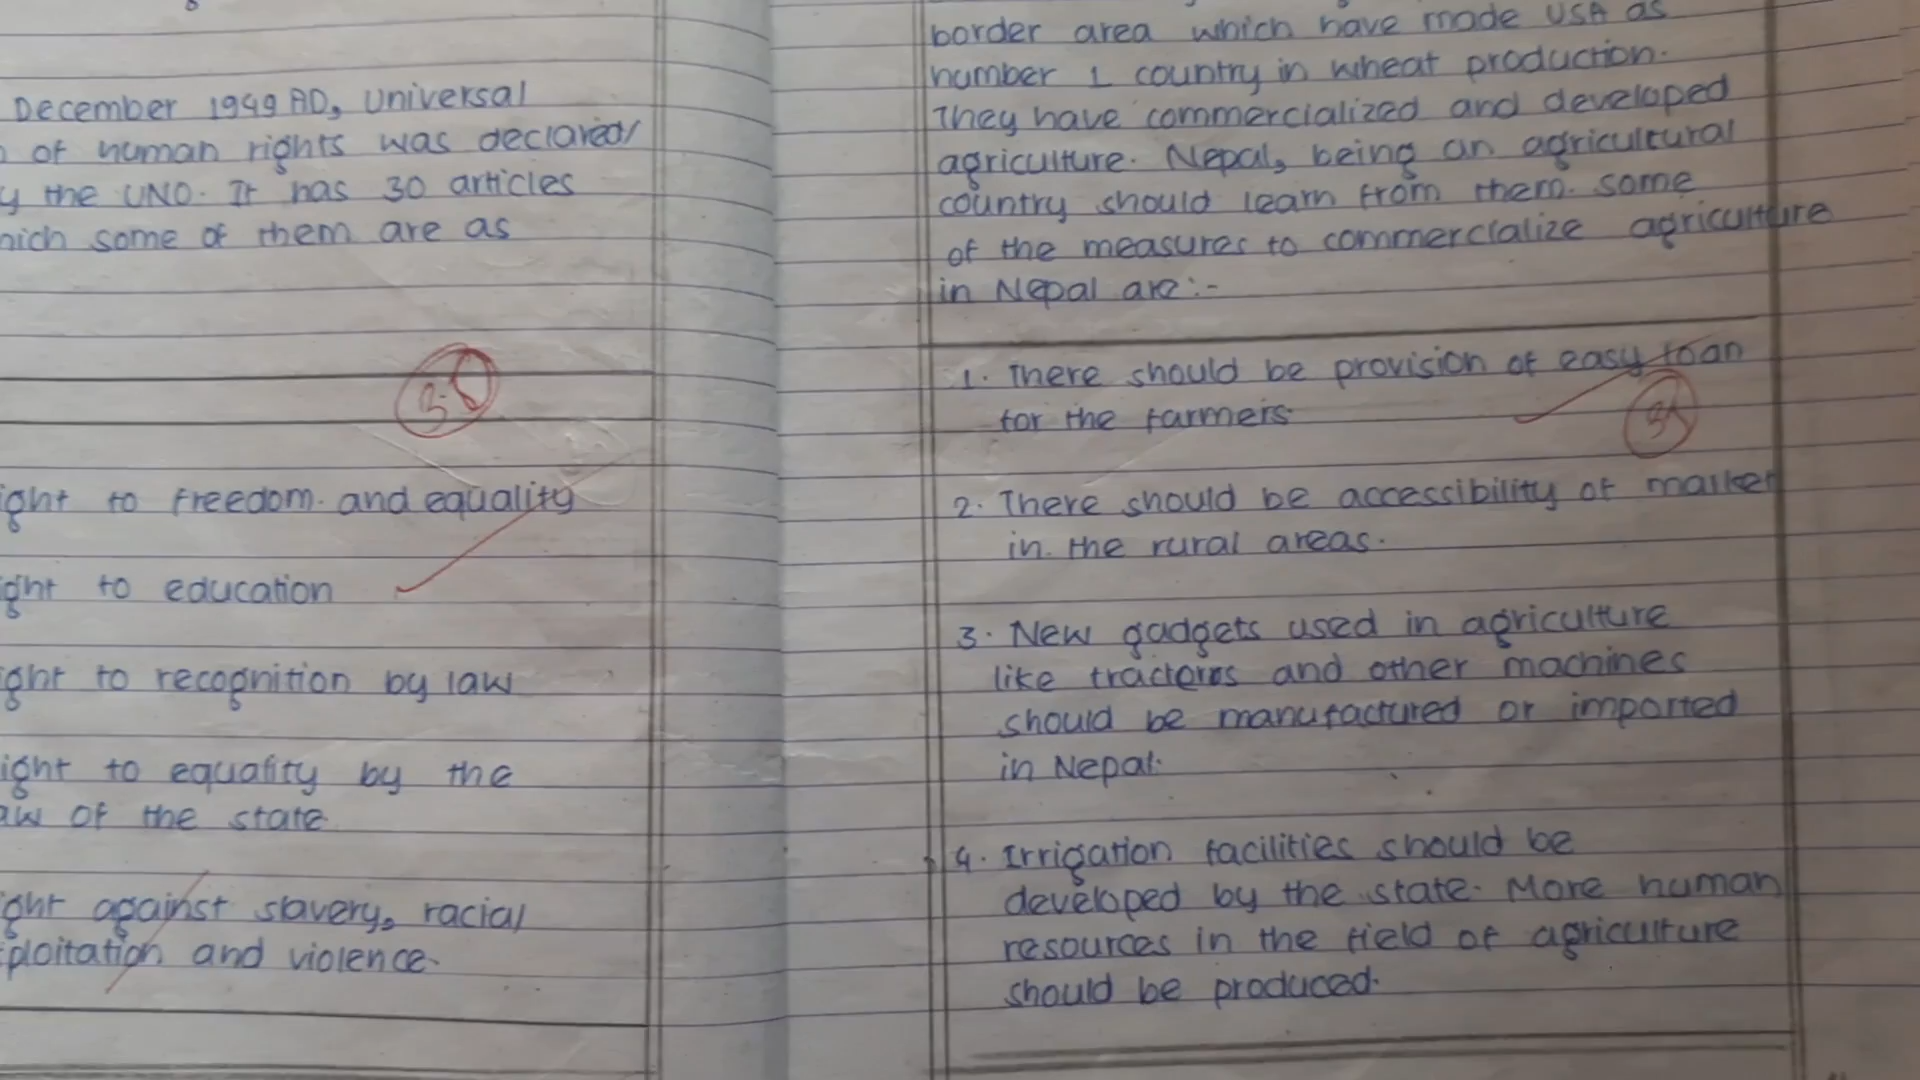 December 1949 AD, Universal
of human rights was declared
the UNO. It has 30 articles
some of them are as
3.5
to freedom. and equality
to education
to recognition by law
to equality by the
of the state
against slavery, racial
and violence.
border area which have made USA as
number 1 country in wheat production.
They have commercialized and developed
agriculture. Nepal, being an agricultural
country should learn from them. some
of the measures to commercialize agriculture
in Nepal are:-
1. There should be provision of easy loan
for the farmers
2. There should be accessibility of market
in the rural areas.
3. New gadgets used in agriculture
like and other machines
should be manufactured or imported
in Nepal.
4. Irrigation facilities should be
developed by the state. More human
resources in the field of agriculture
should be produced.